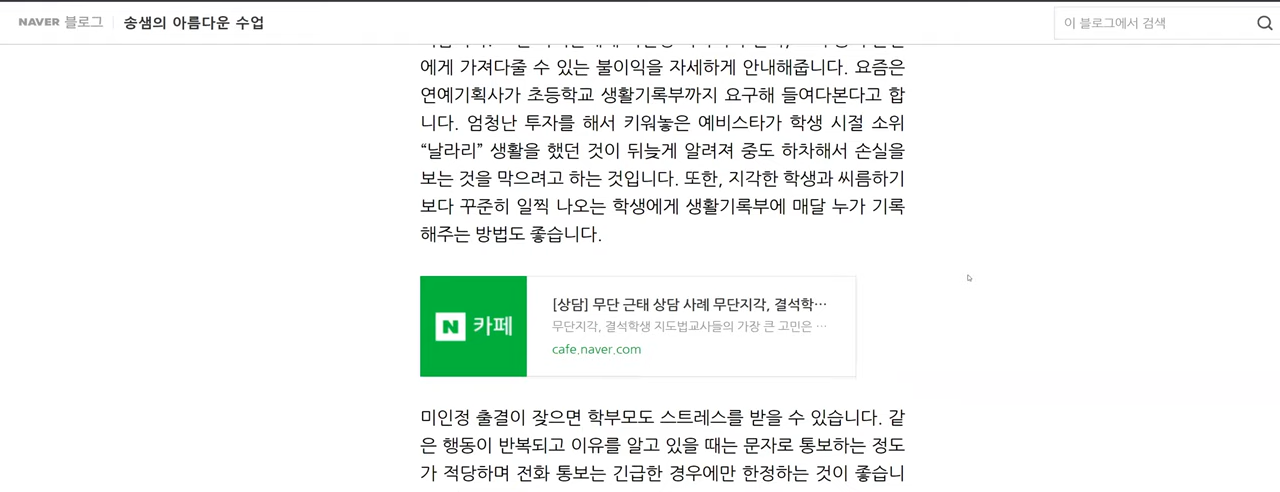 NAVER 블로그 송샘의 아름다운 수업
이 블로그에서 검색
에게 가져다줄 수 있는 불이익을 자세하게 안내해줍니다. 요즘은
연예기획사가 초등학교 생활기록부까지 요구해 들여다본다고 합
니다. 엄청난 투자를 해서 키워놓은 예비스타가 학생 시절 소위
“날라리” 생활을 했던 것이 뒤늦게 알려져 중도 하차해서 손실을
보는 것을 막으려고 하는 것입니다. 또한, 지각한 학생과 씨름하기
보다 꾸준히 일찍 나오는 학생에게 생활기록부에 매달 누가 기록
해주는 방법도 좋습니다.
N 카페
[상담] 무단 근태 상담 사례 무단지각, 결석학…
무단지각, 결석학생 지도법교사들의 가장 큰 고민은 …
cafe.naver.com
미인정 출결이 잦으면 학부모도 스트레스를 받을 수 있습니다. 같
은 행동이 반복되고 이유를 알고 있을 때는 문자로 통보하는 정도
가 적당하며 전화 통보는 긴급한 경우에만 한정하는 것이 좋습니